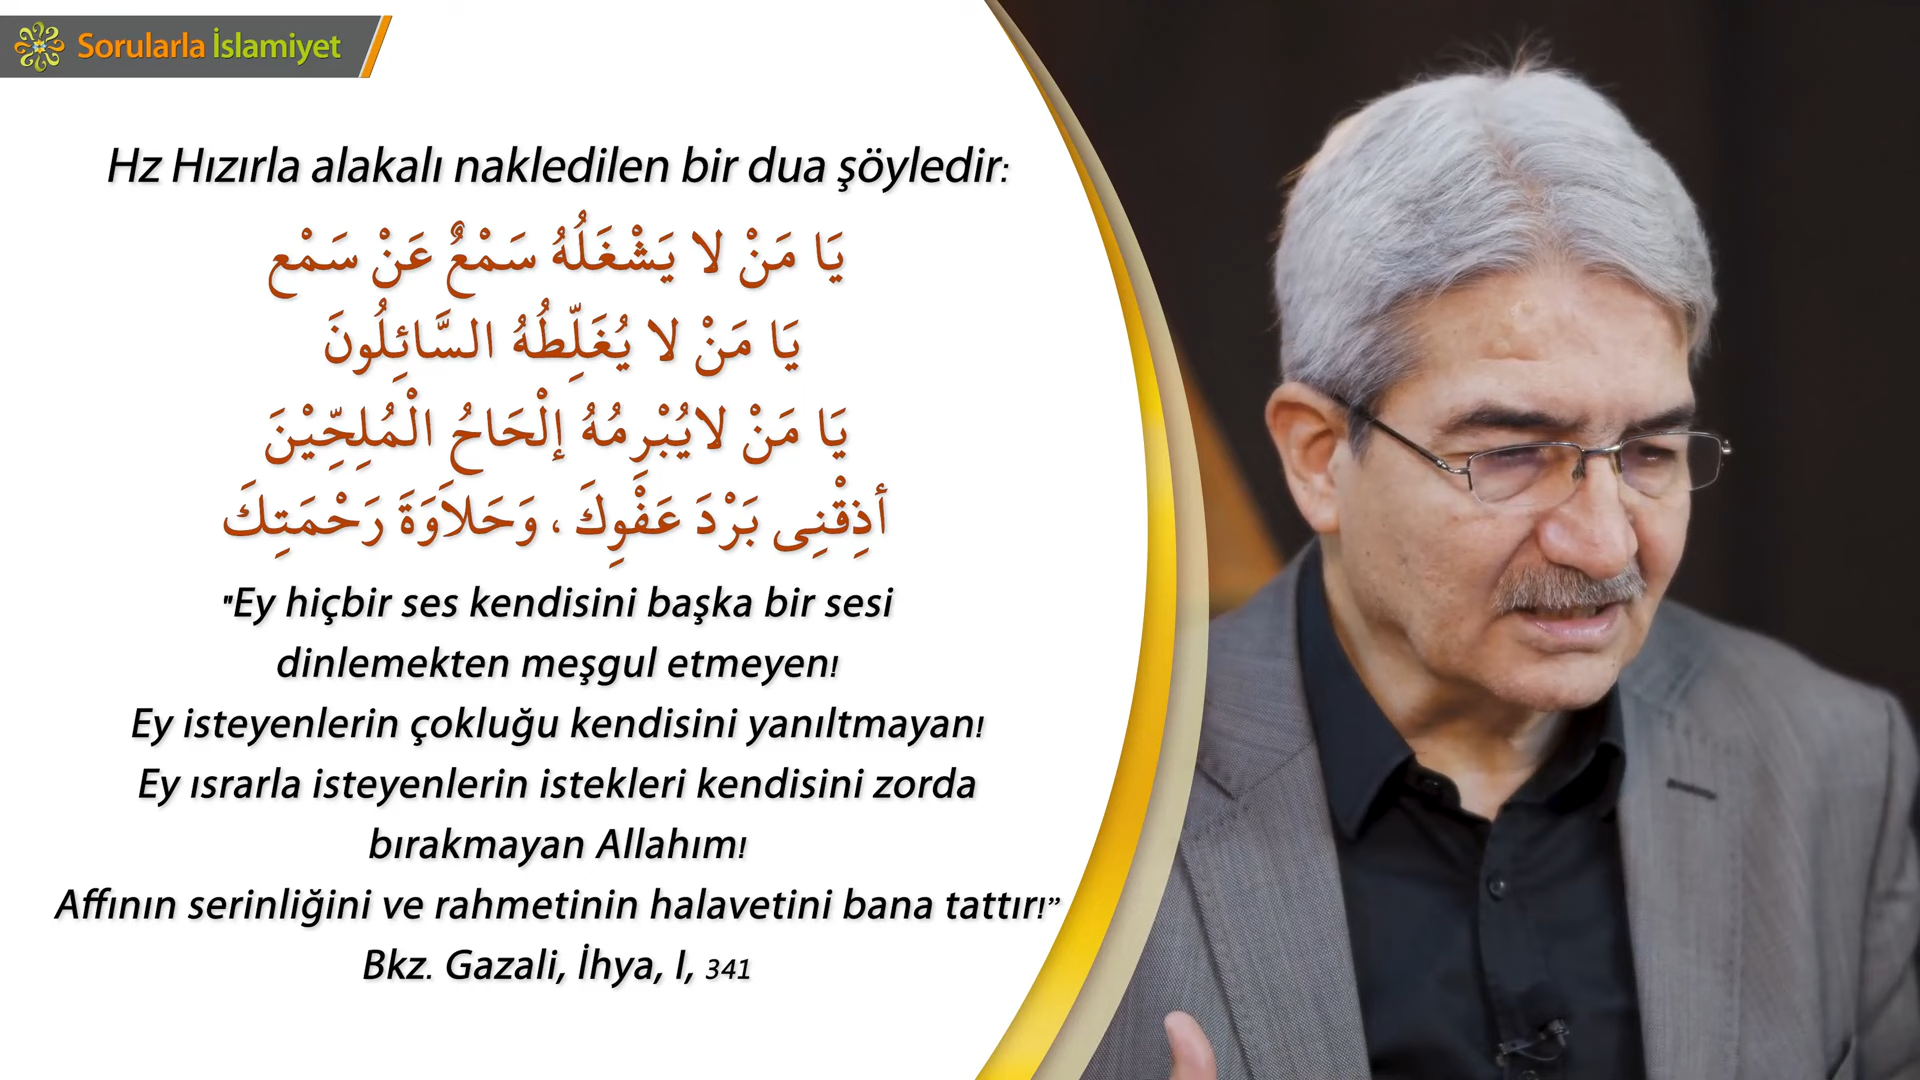 Sorularla İslamiyet
Hz Hızırla alakalı nakledilen bir dua şöyledir:
يَا مَنْ لا يَشْغَلُهُ سَمْعٌ عَنْ سَمْع
يَا مَنْ لا يُغَلِّطُهُ السَّائِلُونَ
يَا مَنْ لايُبْرِمُهُ إلْحَاحُ الْمُلِحِّيْنَ
أذِقْنِى بَرْدَ عَفْوِكَ ، وَحَلاَوَةَ رَحْمَتِكَ
"Ey hiçbir ses kendisini başka bir sesi
dinlemekten meşgul etmeyen!
Ey isteyenlerin çokluğu kendisini yanıltmayan!
Ey ısrarla isteyenlerin istekleri kendisini zorda
bırakmayan Allahım!
Affının serinliğini ve rahmetinin halavetini bana tattır!”
Bkz. Gazali, İhya, I, 341